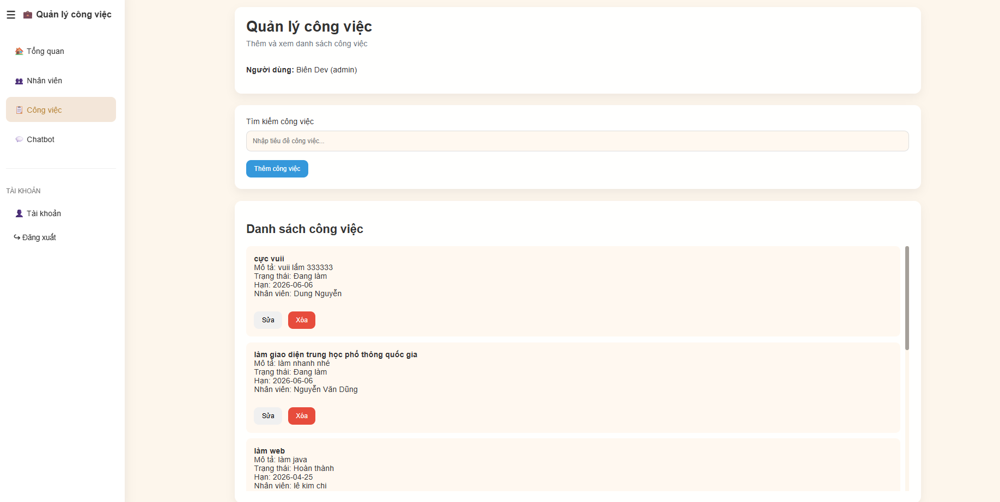 Quản lý công việc
Tổng quan
Nhân viên
Công việc
Chatbot
TÀI KHOẢN
Tài khoản
Đăng xuất
Quản lý công việc
Thêm và xem danh sách công việc
Người dùng: Biên Dev (admin)
Tìm kiếm công việc
Nhập tiêu đề công việc...
Thêm công việc
Danh sách công việc
cực vuii
Mô tả: vuii lắm 333333
Trạng thái: Đang làm
Hạn: 2026-06-06
Nhân viên: Dung Nguyễn
Sửa Xóa
làm giao diện trung học phổ thông quốc gia
Mô tả: làm nhanh nhé
Trạng thái: Đang làm
Hạn: 2026-06-06
Nhân viên: Nguyễn Văn Dũng
Sửa Xóa
làm web
Mô tả: làm java
Trạng thái: Hoàn thành
Hạn: 2026-04-25
Nhân viên: lê kim chi